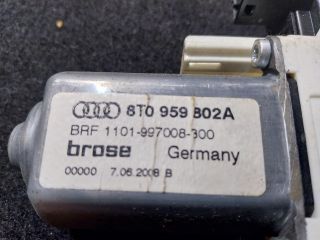 8T0 959 802A
BRF 1101-997008-300
brose Germany
00000 7.06.2008 B